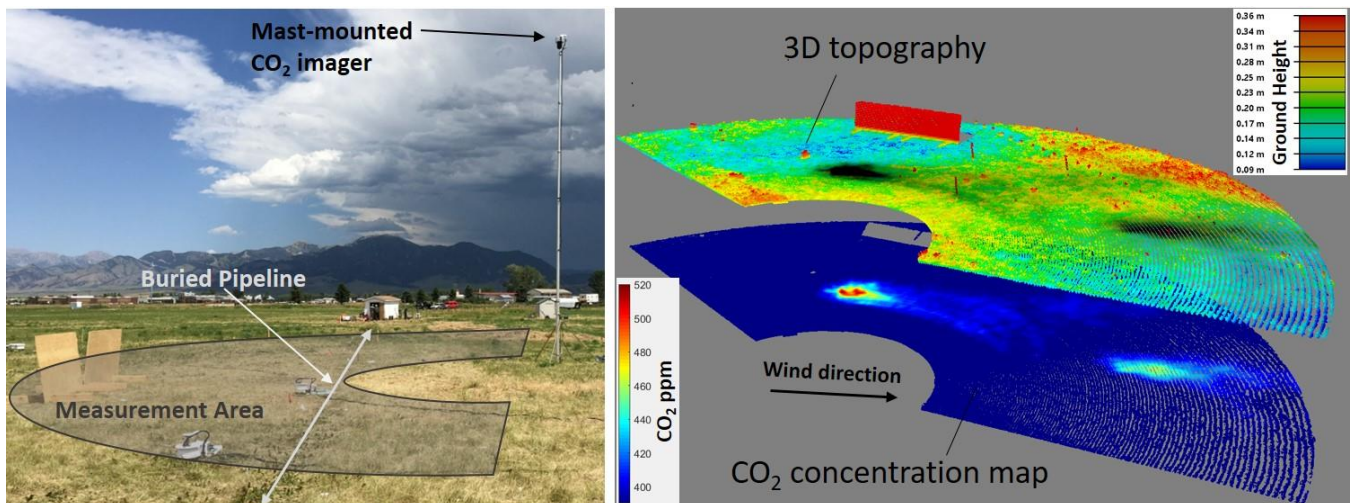 Mast-mounted
CO₂ imager
Buried Pipeline
Measurement Area
3D topography
0.36 m
0.34 m
0.31 m
0.28 m
0.25 m
0.23 m
0.20 m
0.17 m
0.14 m
0.12 m
0.09 m
Ground Height
520
500
480
460
440
420
400
CO₂ ppm
Wind direction
CO₂ concentration map